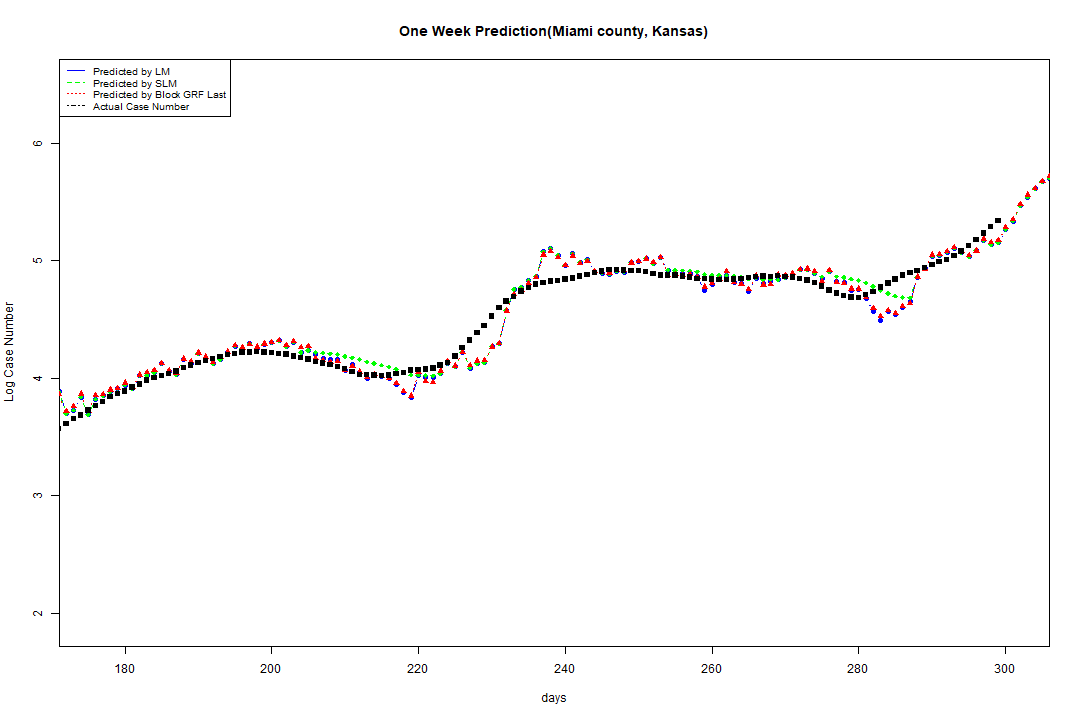 One Week Prediction(Miami county, Kansas)
Predicted by LM
Predicted by SLM
Predicted by Block GRF Last
Actual Case Number
Log Case Number
6
5
4
3
2
180 200 220 240 260 280 300
days